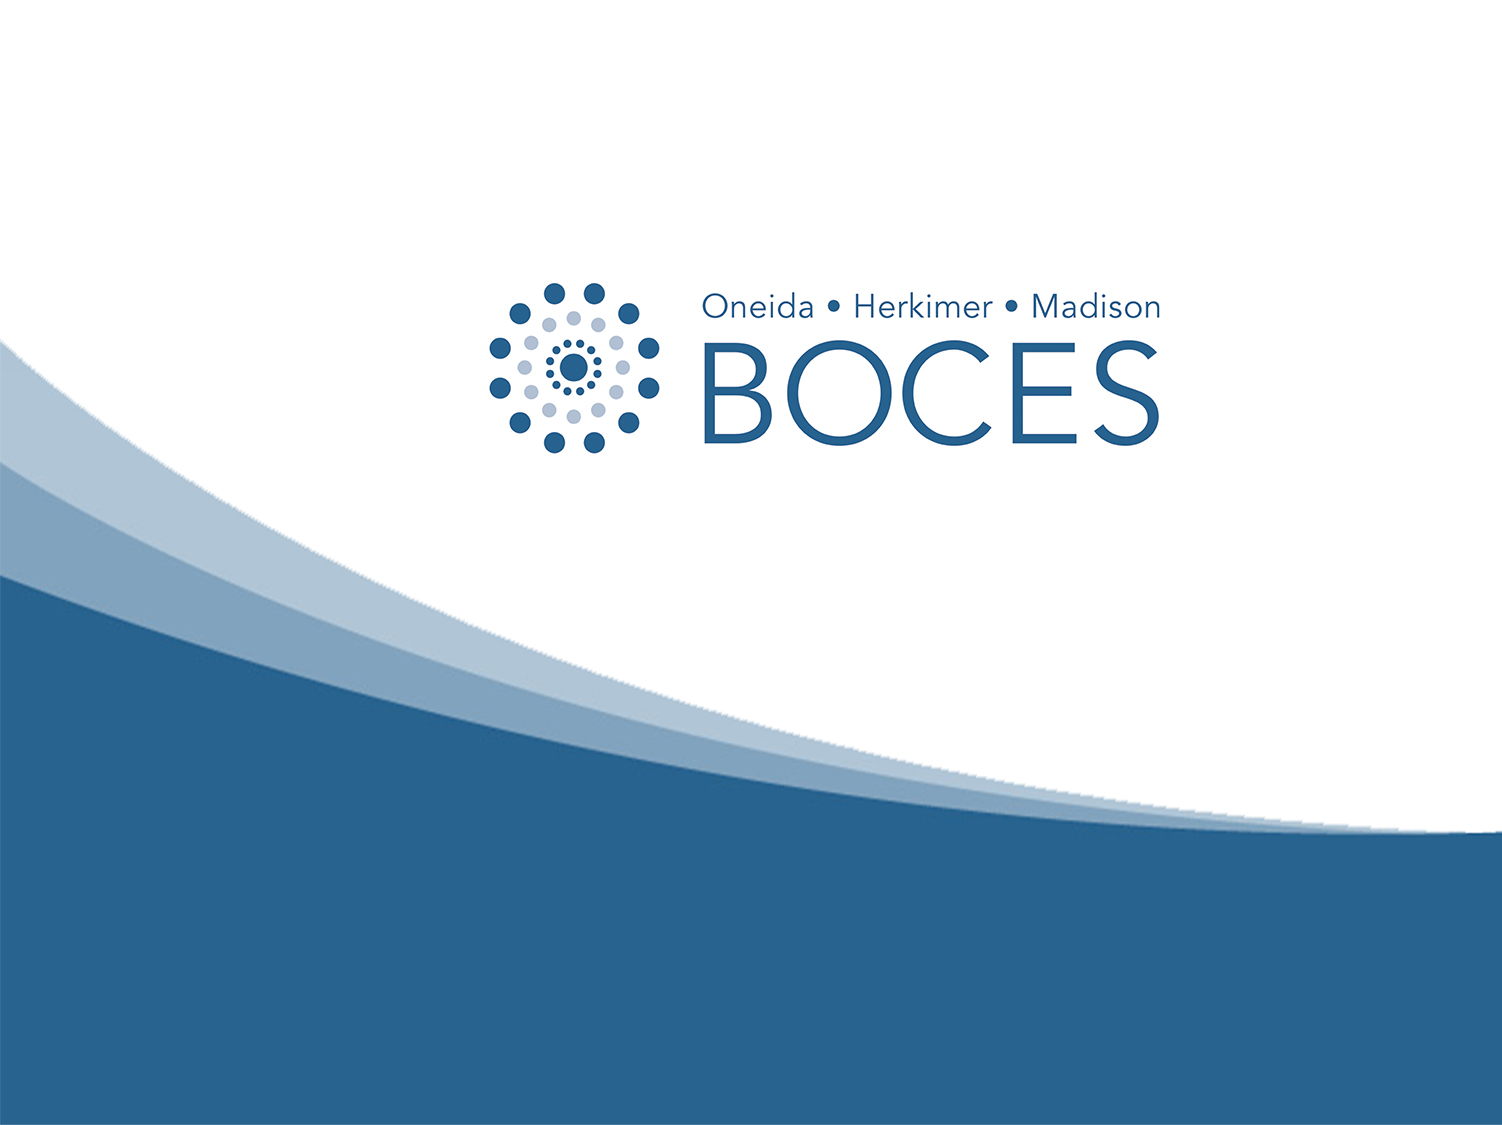 Oneida • Herkimer • Madison
BOCES